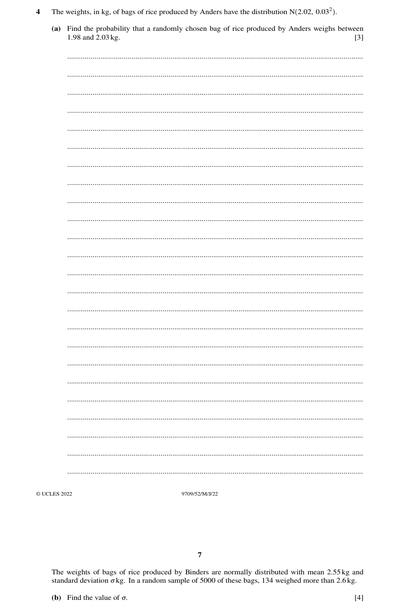 4 The weights, in kg, of bags of rice produced by Anders have the distribution N(2.02, 0.03²).
(a) Find the probability that a randomly chosen bag of rice produced by Anders weighs between
1.98 and 2.03 kg. [3]
© UCLES 2022 9709/52/M/J/22
7
The weights of bags of rice produced by Binders are normally distributed with mean 2.55 kg and
standard deviation σ kg. In a random sample of 5000 of these bags, 134 weighed more than 2.6 kg.
(b) Find the value of σ. [4]